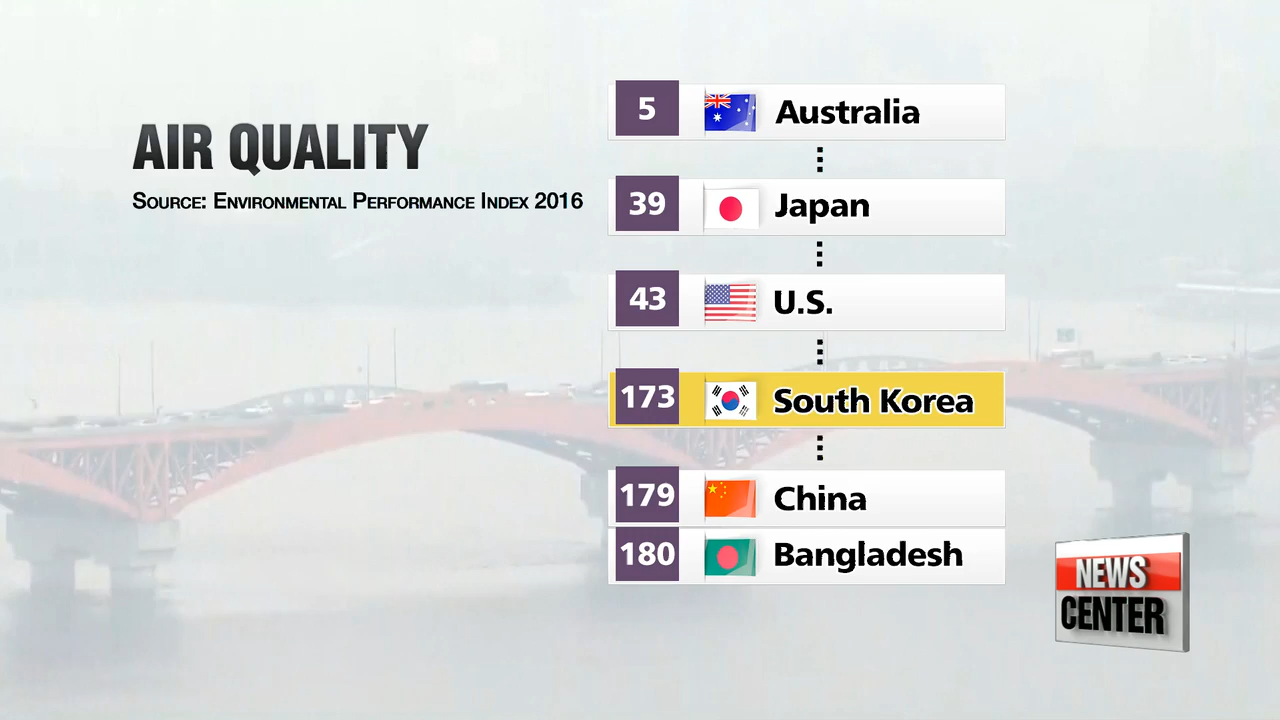 AIR QUALITY
SOURCE: ENVIRONMENTAL PERFORMANCE INDEX 2016
5 Australia
39 Japan
43 U.S.
173 South Korea
179 China
180 Bangladesh
NEWS
CENTER